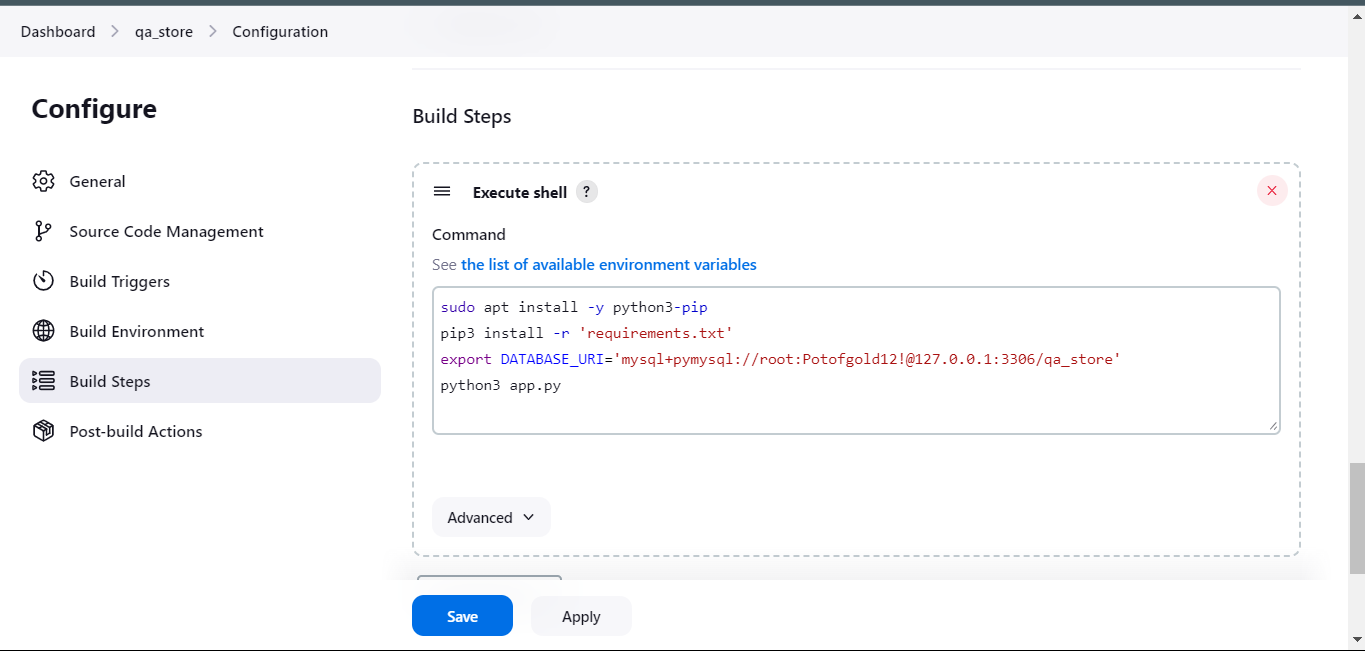 Dashboard > qa_store > Configuration
Configure
General
Source Code Management
Build Triggers
Build Environment
Build Steps
Post-build Actions
Build Steps
Execute shell ?
Command
See the list of available environment variables
sudo apt install -y python3-pip
pip3 install -r 'requirements.txt'
export DATABASE_URI='mysql+pymysql://root:Potofgold12!@127.0.0.1:3306/qa_store'
python3 app.py
Advanced
Save
Apply